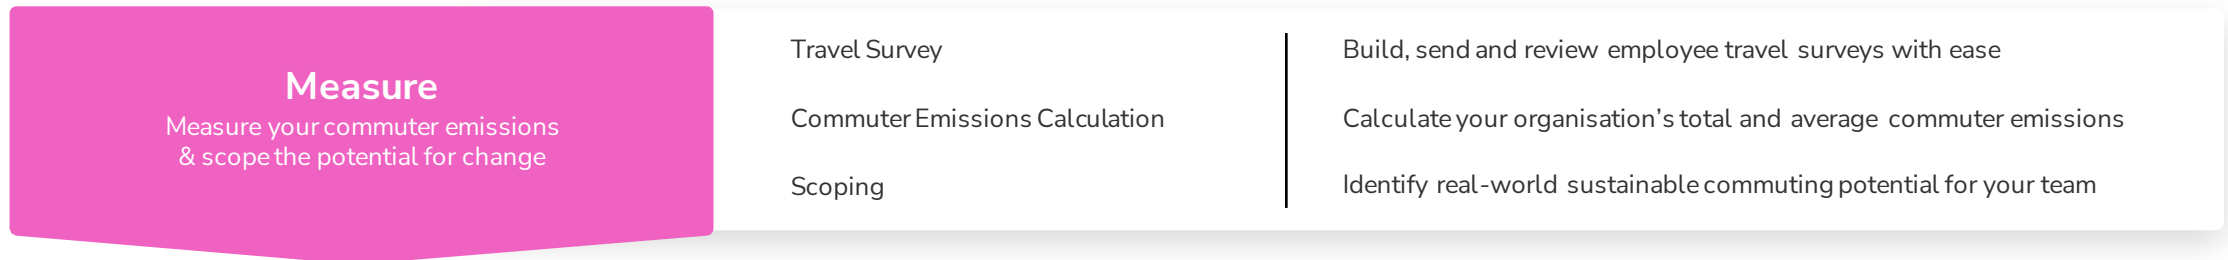 Measure
Measure your commuter emissions
& scope the potential for change
Travel Survey
Build, send and review employee travel surveys with ease
Commuter Emissions Calculation
Calculate your organisation’s total and average commuter emissions
Scoping
Identify real-world sustainable commuting potential for your team